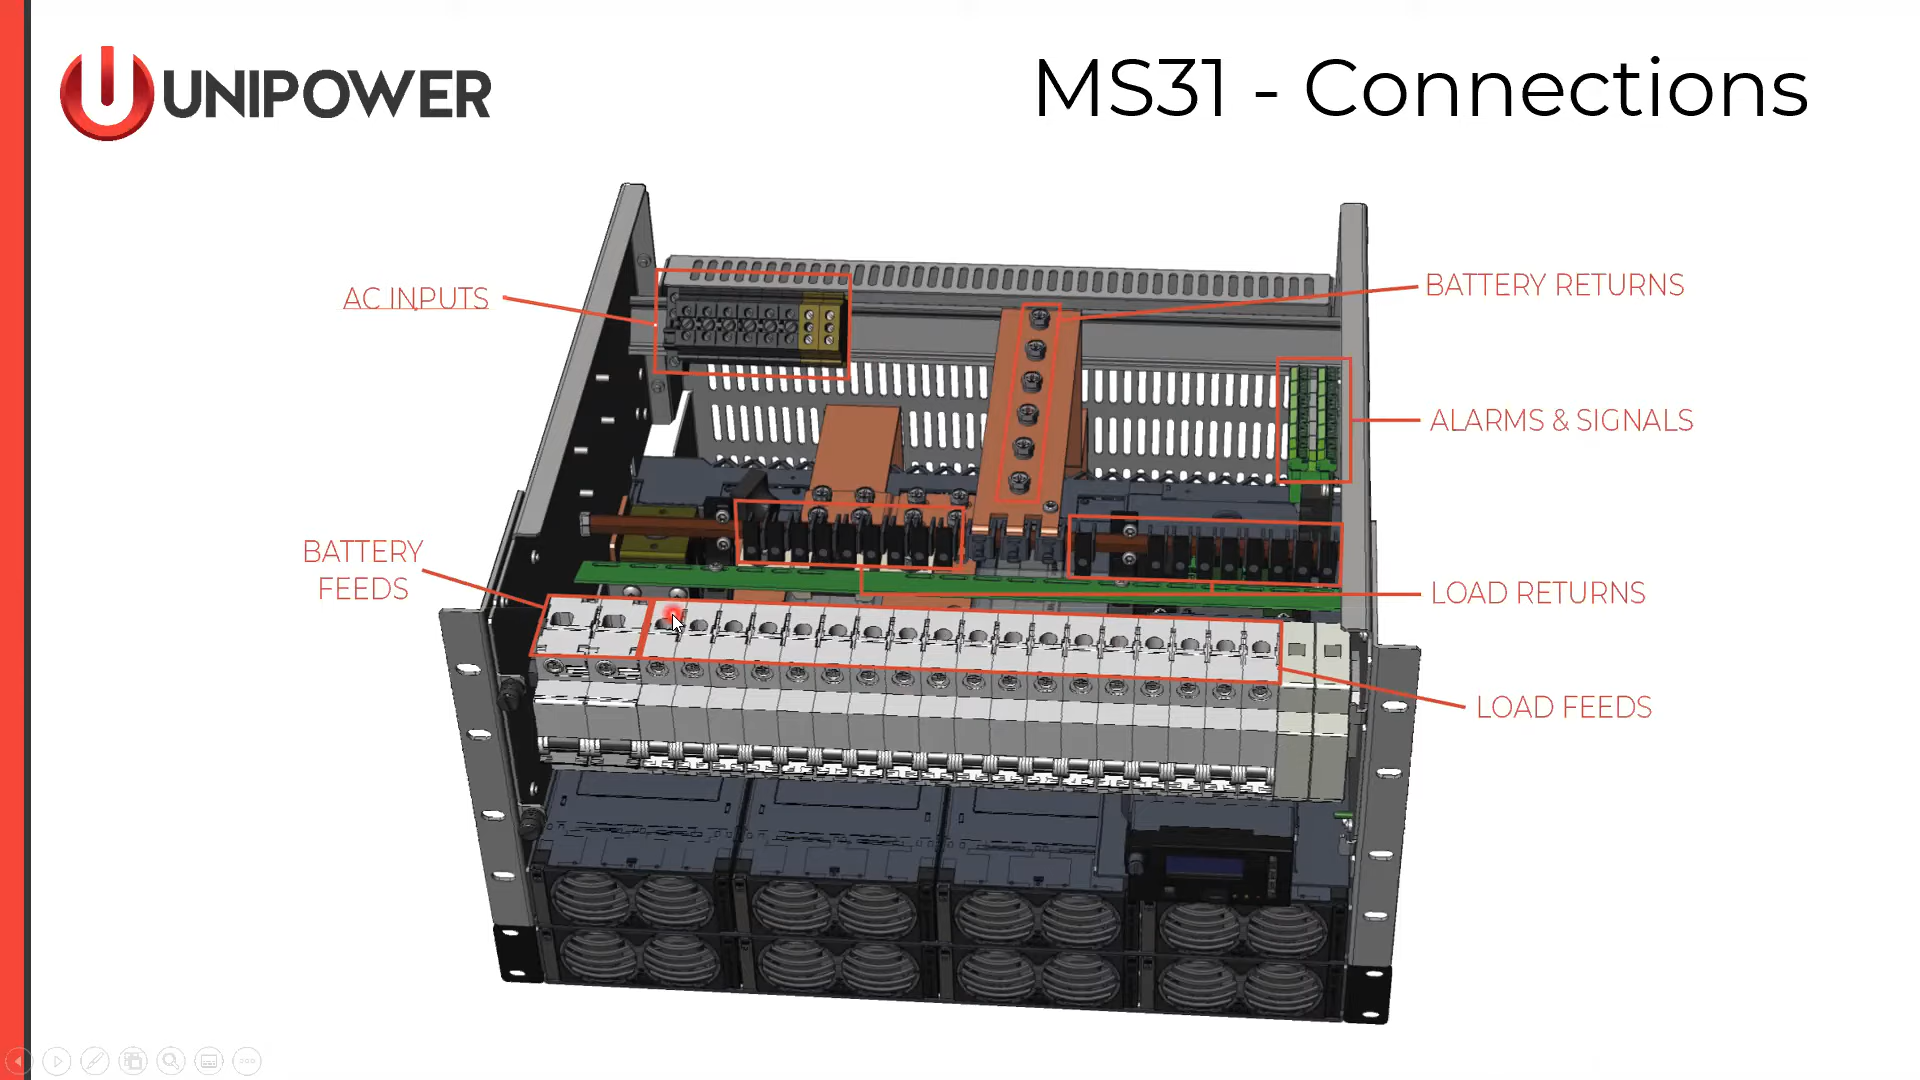 UNIPOWER
MS31 - Connections
AC INPUTS
BATTERY RETURNS
ALARMS & SIGNALS
BATTERY
FEEDS
LOAD RETURNS
LOAD FEEDS